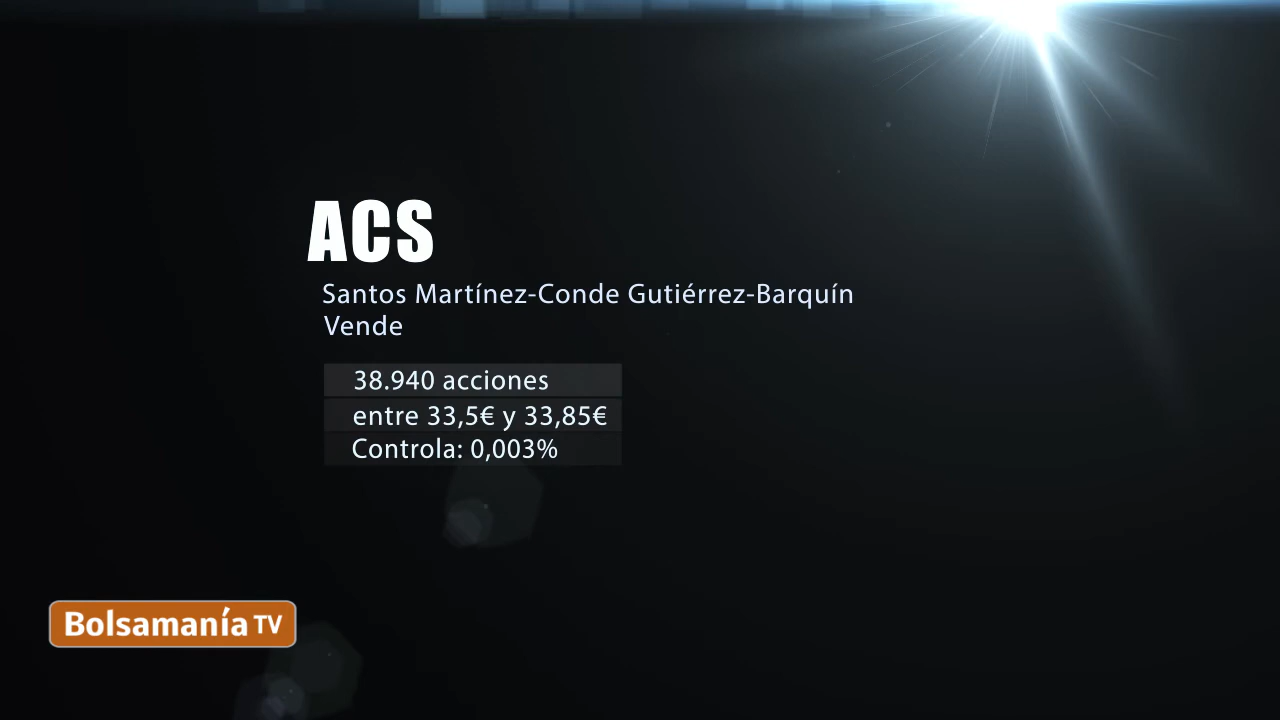 ACS
Santos Martínez-Conde Gutiérrez-Barquín
Vende
38.940 acciones
entre 33,5€ y 33,85€
Controla: 0,003%
Bolsamanía TV